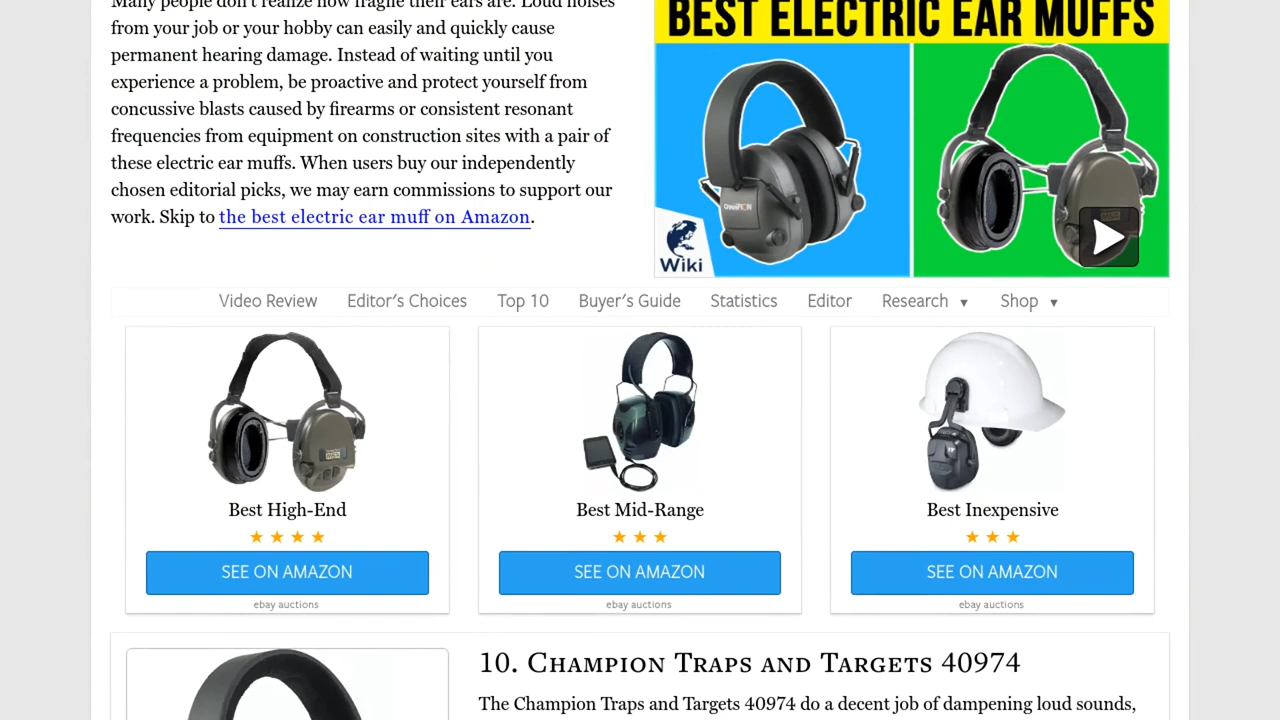 Many people don't realize how fragile their ears are. Loud noises
from your job or your hobby can easily and quickly cause
permanent hearing damage. Instead of waiting until you
experience a problem, be proactive and protect yourself from
concussive blasts caused by firearms or consistent resonant
frequencies from equipment on construction sites with a pair of
these electric ear muffs. When users buy our independently
chosen editorial picks, we may earn commissions to support our
work. Skip to the best electric ear muff on Amazon.
BEST ELECTRIC EAR MUFFS
CHAMPION
Wiki
Video Review Editor's Choices Top 10 Buyer's Guide Statistics Editor Research ▼ Shop ▼
Best High-End
★ ★ ★ ★
SEE ON AMAZON
ebay auctions
Best Mid-Range
★ ★ ★
SEE ON AMAZON
ebay auctions
Best Inexpensive
★ ★ ★
SEE ON AMAZON
ebay auctions
10. Champion Traps and Targets 40974
The Champion Traps and Targets 40974 do a decent job of dampening loud sounds,